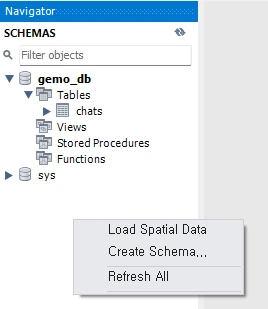 Navigator
SCHEMAS
Filter objects
gemo_db
Tables
chats
Views
Stored Procedures
Functions
sys
Load Spatial Data
Create Schema...
Refresh All